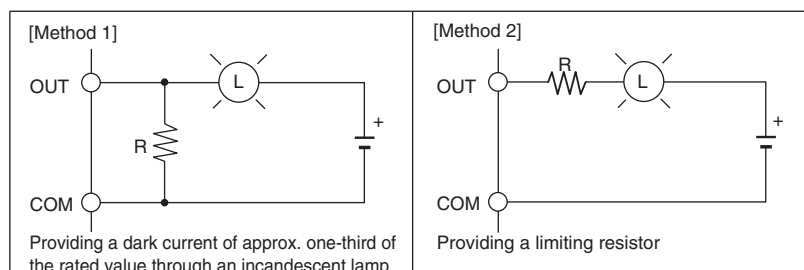 [Method 1]
OUT
L
R
+
COM
Providing a dark current of approx. one-third of
the rated value through an incandescent lamp
[Method 2]
OUT
R
L
+
COM
Providing a limiting resistor